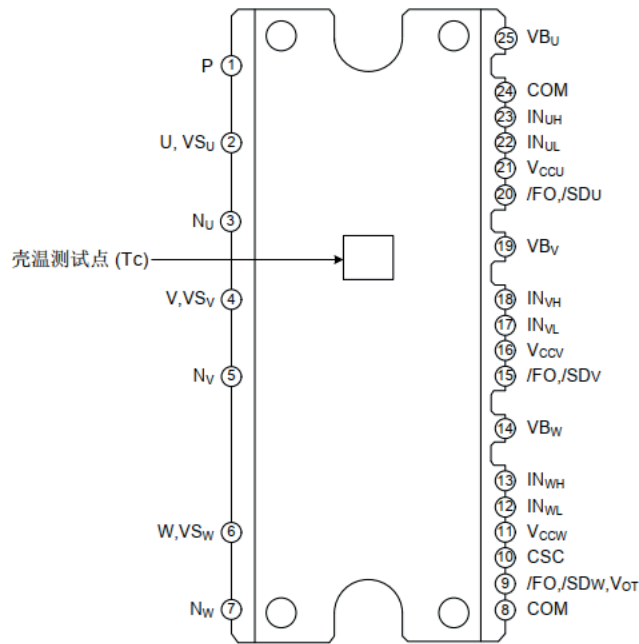 P 1
U, VSU 2
NU 3
壳温测试点 (Tc)
V,VSV 4
NV 5
W,VSW 6
NW 7
25 VBU
24 COM
23 INUH
22 INUL
21 VCCU
20 /FO,/SDU
19 VBV
18 INVH
17 INVL
16 VCCV
15 /FO,/SDV
14 VBW
13 INWH
12 INWL
11 VCCW
10 CSC
9 /FO,/SDW,VOT
8 COM